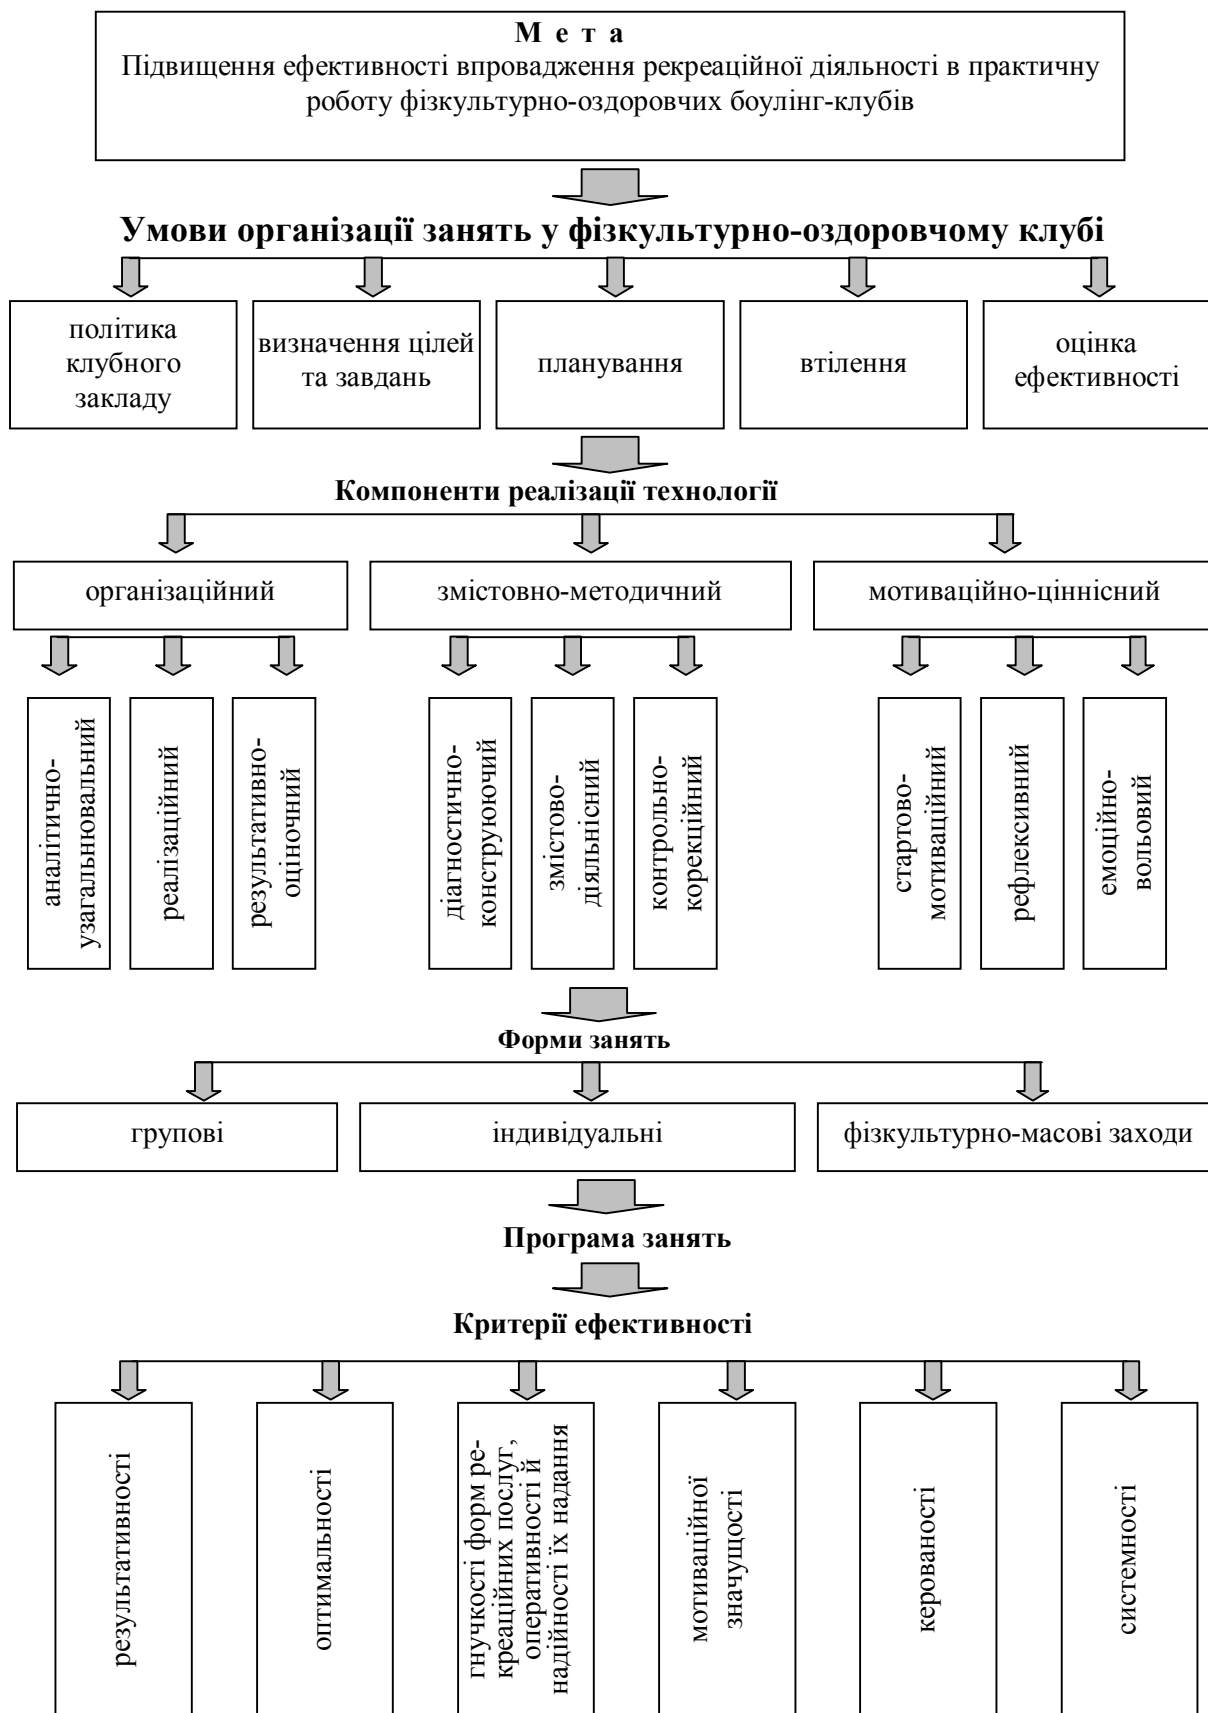 М е т а
Підвищення ефективності впровадження рекреаційної діяльності в практичну
роботу фізкультурно-оздоровчих боулінг-клубів
Умови організації занять у фізкультурно-оздоровчому клубі
політика
клубного
закладу
визначення цілей
та завдань
планування
втілення
оцінка
ефективності
Компоненти реалізації технології
організаційний
змістовно-методичний
мотиваційно-ціннісний
аналітично-
узагальнювальний
реалізаційний
результативно-
оціночний
діагностично-
конструюючий
змістово-
діяльнісний
контрольно-
корекційний
стартово-
мотиваційний
рефлексивний
емоційно-
вольовий
Форми занять
групові
індивідуальні
фізкультурно-масові заходи
Програма занять
Критерії ефективності
результативності
оптимальності
гнучкості форм ре-
креаційних послуг,
оперативності й
надійності їх надання
мотиваційної
значущості
керованості
системності